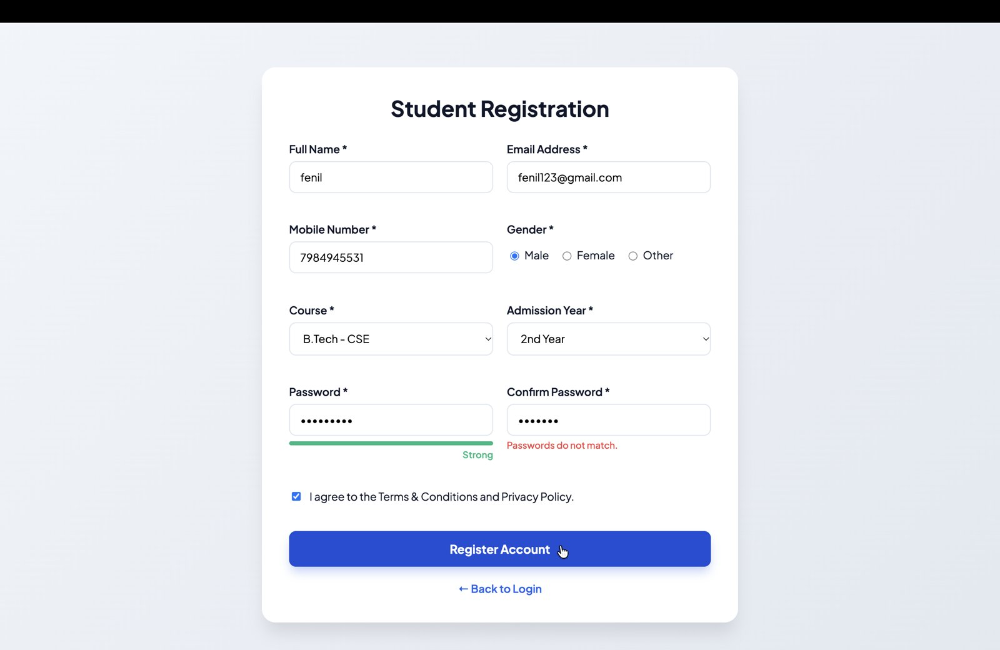 Student Registration
Full Name *
Email Address *
fenil
fenil123@gmail.com
Mobile Number *
Gender *
7984945531
Male
Female
Other
Course *
Admission Year *
B.Tech - CSE
2nd Year
Password *
Confirm Password *
•••••••••
•••••••
Passwords do not match.
Strong
I agree to the Terms & Conditions and Privacy Policy.
Register Account
← Back to Login